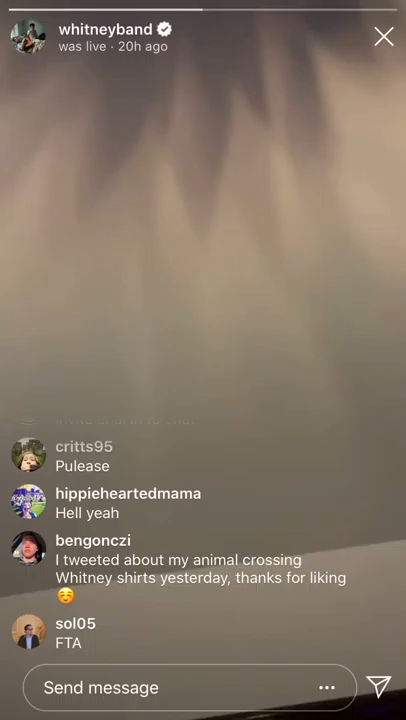 whitneyband
was live · 20h ago
critts95
Pulease
hippieheartedmama
Hell yeah
bengonczi
I tweeted about my animal crossing
Whitney shirts yesterday, thanks for liking
☺️
sol05
FTA
Send message